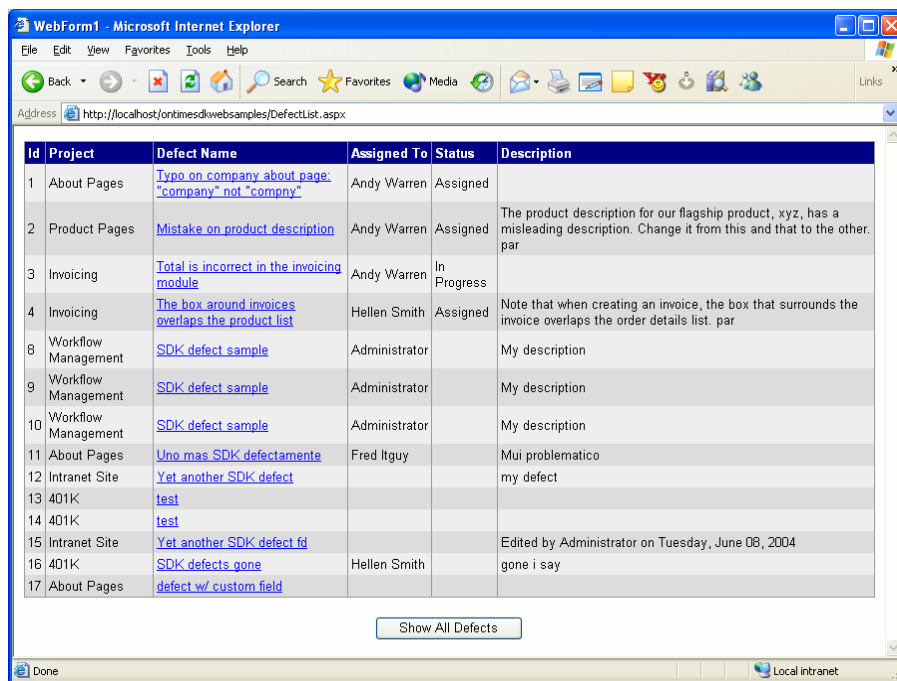 WebForm1 - Microsoft Internet Explorer
File Edit View Favorites Tools Help
Back Search Favorites Media Links »
Address http://localhost/ontimesdkwebsamples/DefectList.aspx
Id Project Defect Name Assigned To Status Description
1 About Pages Typo on company about page: "company" not "compny" Andy Warren Assigned
2 Product Pages Mistake on product description Andy Warren Assigned The product description for our flagship product, xyz, has a
misleading description. Change it from this and that to the other.
par
3 Invoicing Total is incorrect in the invoicing module Andy Warren In Progress
4 Invoicing The box around invoices overlaps the product list Hellen Smith Assigned Note that when creating an invoice, the box that surrounds the
invoice overlaps the order details list. par
8 Workflow Management SDK defect sample Administrator My description
9 Workflow Management SDK defect sample Administrator My description
10 Workflow Management SDK defect sample Administrator My description
11 About Pages Uno mas SDK defectamente Fred Itguy Mui problematico
12 Intranet Site Yet another SDK defect my defect
13 401K test
14 401K test
15 Intranet Site Yet another SDK defect fd Edited by Administrator on Tuesday, June 08, 2004
16 401K SDK defects gone Hellen Smith gone i say
17 About Pages defect w/ custom field
Show All Defects
Done Local intranet